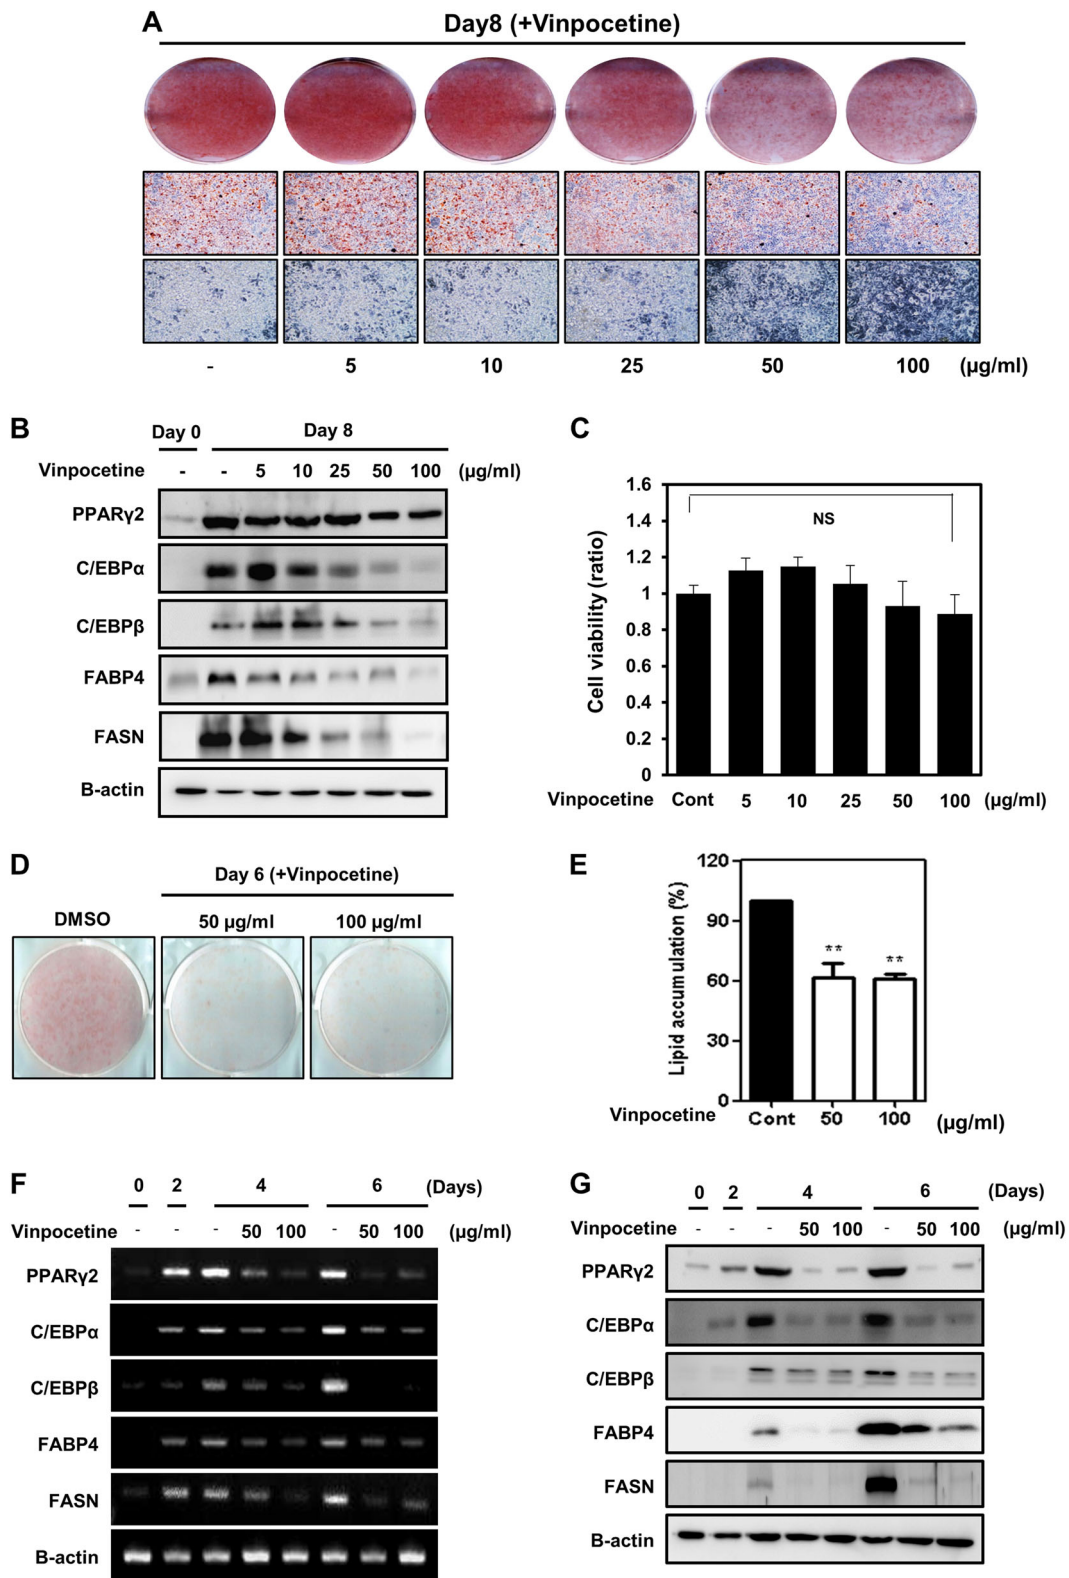 A
Day8 (+Vinpocetine)
- 5 10 25 50 100 (µg/ml)
B
Day 0 Day 8
Vinpocetine - - 5 10 25 50 100 (µg/ml)
PPARγ2
C/EBPα
C/EBPβ
FABP4
FASN
B-actin
C
Cell viability (ratio)
1.6
1.4
1.2
1
0.8
0.6
0.4
0.2
0
NS
Vinpocetine Cont 5 10 25 50 100 (µg/ml)
D
Day 6 (+Vinpocetine)
DMSO 50 µg/ml 100 µg/ml
E
Lipid accumulation (%)
120
90
60
30
0
** **
Vinpocetine Cont 50 100 (µg/ml)
F
0 2 4 6 (Days)
Vinpocetine - - - 50 100 - 50 100 (µg/ml)
PPARγ2
C/EBPα
C/EBPβ
FABP4
FASN
B-actin
G
0 2 4 6 (Days)
Vinpocetine - - - 50 100 - 50 100 (µg/ml)
PPARγ2
C/EBPα
C/EBPβ
FABP4
FASN
B-actin